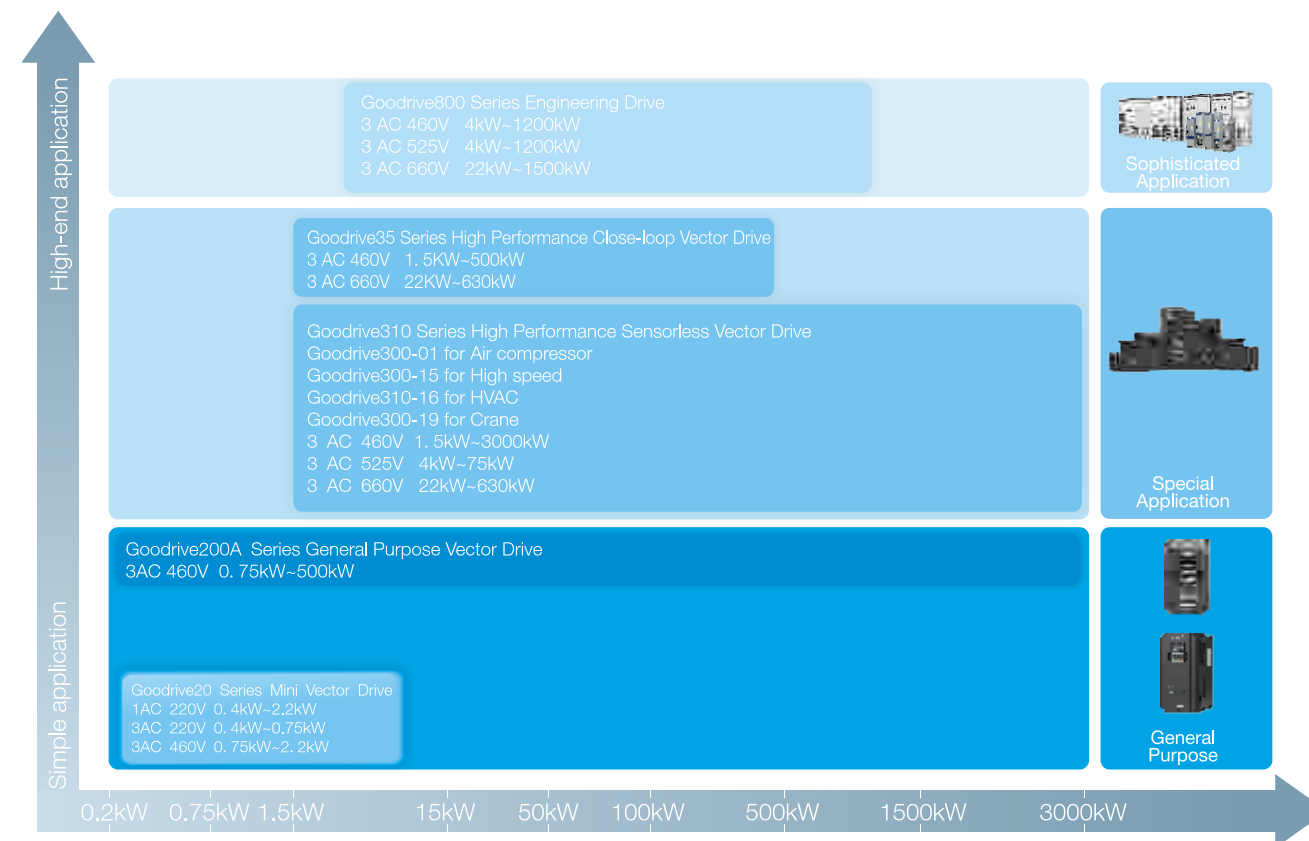 High-end application
Simple application
Goodrive800 Series Engineering Drive
3 AC 460V 4kW~1200kW
3 AC 525V 4kW~1200kW
3 AC 660V 22kW~1500kW
Sophisticated
Application
Goodrive35 Series High Performance Close-loop Vector Drive
3 AC 460V 1. 5KW~500kW
3 AC 660V 22KW~630kW
Goodrive310 Series High Performance Sensorless Vector Drive
Goodrive300-01 for Air compressor
Goodrive300-15 for High speed
Goodrive310-16 for HVAC
Goodrive300-19 for Crane
3 AC 460V 1. 5kW~3000kW
3 AC 525V 4kW~75kW
3 AC 660V 22kW~630kW
Special
Application
Goodrive200A Series General Purpose Vector Drive
3AC 460V 0. 75kW~500kW
Goodrive20 Series Mini Vector Drive
1AC 220V 0. 4kW~2.2kW
3AC 220V 0. 4kW~0.75kW
3AC 460V 0. 75kW~2. 2kW
General
Purpose
0.2kW 0.75kW 1.5kW 15kW 50kW 100kW 500kW 1500kW 3000kW